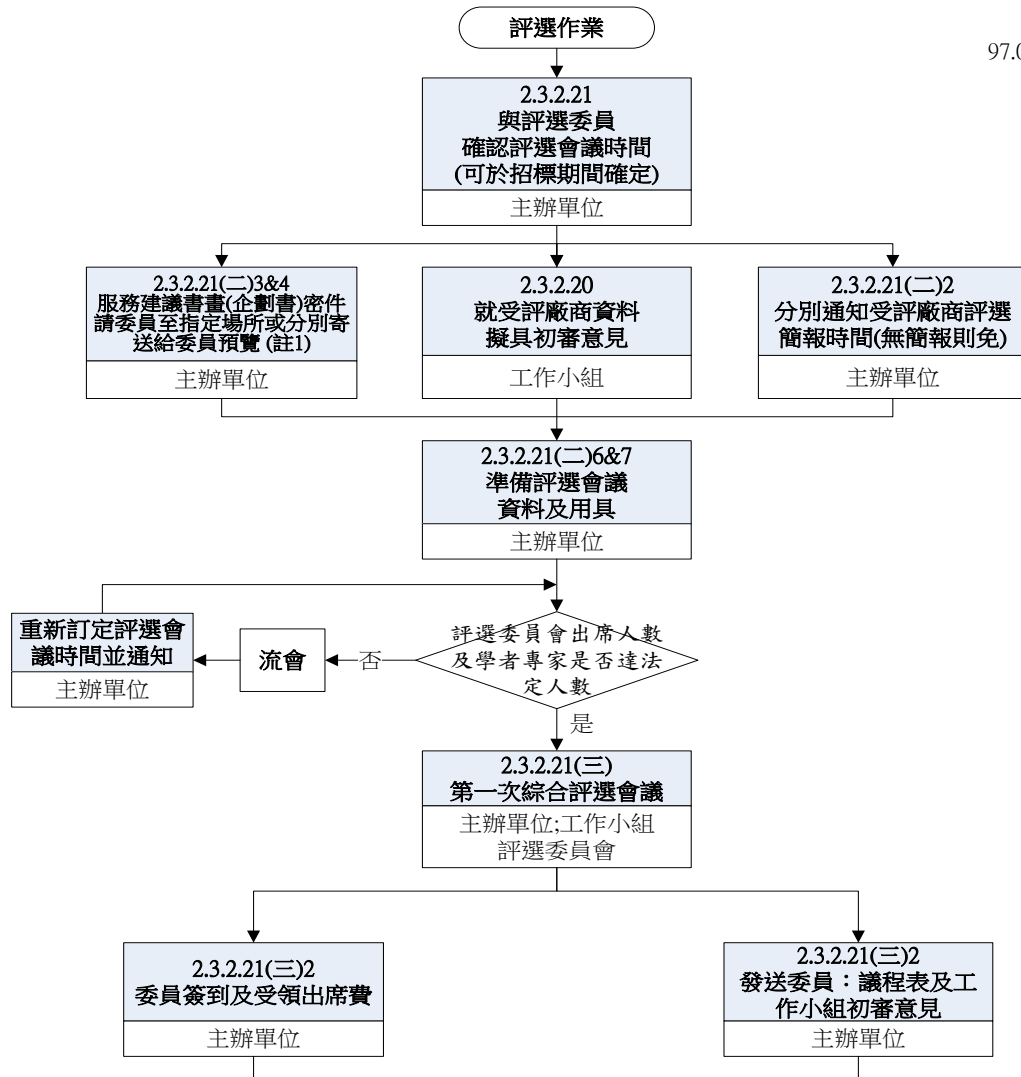 評選作業
97.0
2.3.2.21
與評選委員
確認評選會議時間
(可於招標期間確定)
主辦單位
2.3.2.21(二)3&4
服務建議書畫(企劃書)密件
請委員至指定場所或分別寄
送給委員預覽 (註1)
主辦單位
2.3.2.20
就受評廠商資料
擬具初審意見
工作小組
2.3.2.21(二)2
分別通知受評廠商評選
簡報時間(無簡報則免)
主辦單位
2.3.2.21(二)6&7
準備評選會議
資料及用具
主辦單位
重新訂定評選會
議時間並通知
主辦單位
流會
否
評選委員會出席人數
及學者專家是否達法
定人數
是
2.3.2.21(三)
第一次綜合評選會議
主辦單位;工作小組
評選委員會
2.3.2.21(三)2
委員簽到及受領出席費
主辦單位
2.3.2.21(三)2
發送委員：議程表及工
作小組初審意見
主辦單位